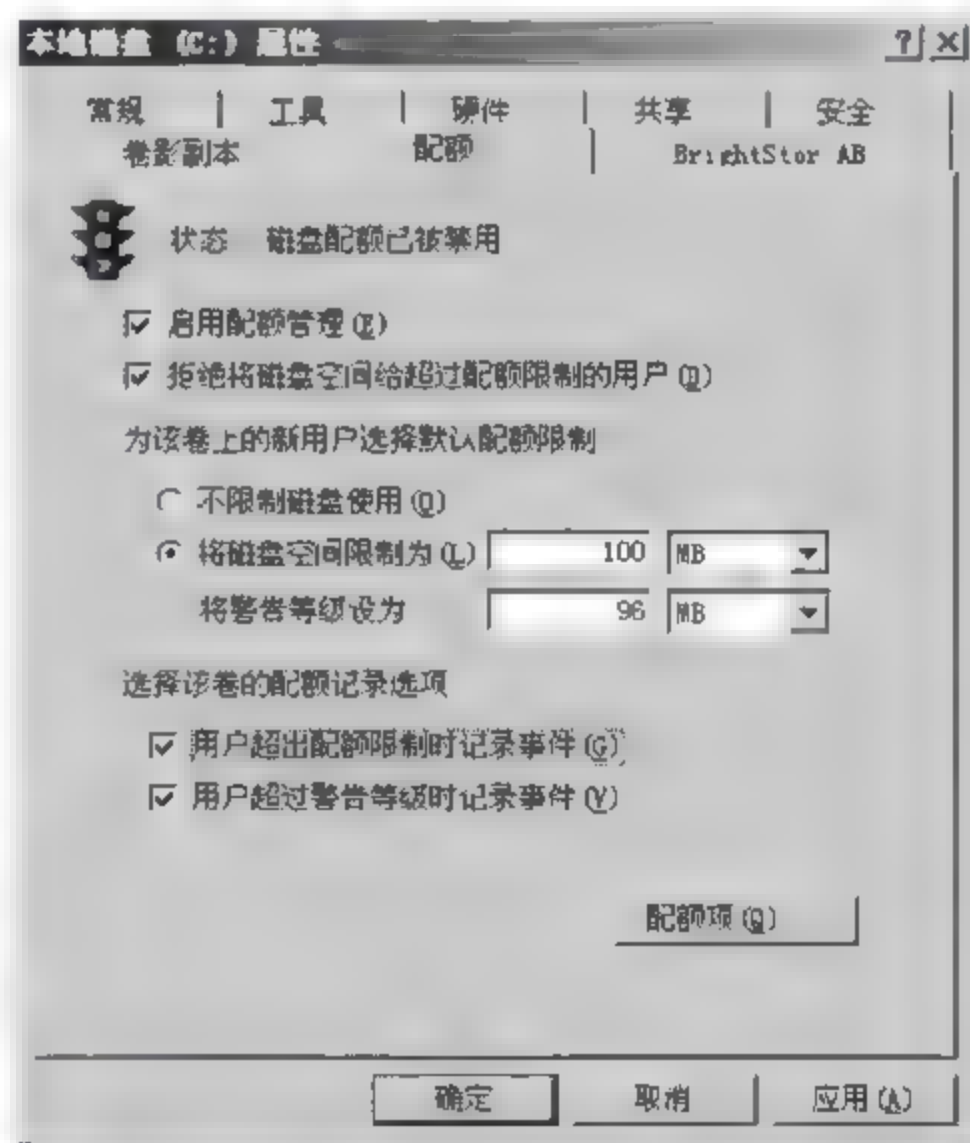 本地磁盘 (C:) 属性
常规 工具 硬件 共享 安全
卷影副本 配额 BrightStor AB
状态 磁盘配额已被禁用
启用配额管理(E)
拒绝将磁盘空间给超过配额限制的用户(D)
为该卷上的新用户选择默认配额限制
不限制磁盘使用(O)
将磁盘空间限制为(L) 100 MB
将警告等级设为 96 MB
选择该卷的配额记录选项
用户超出配额限制时记录事件(G)
用户超过警告等级时记录事件(V)
配额项(Q)
确定 取消 应用(A)